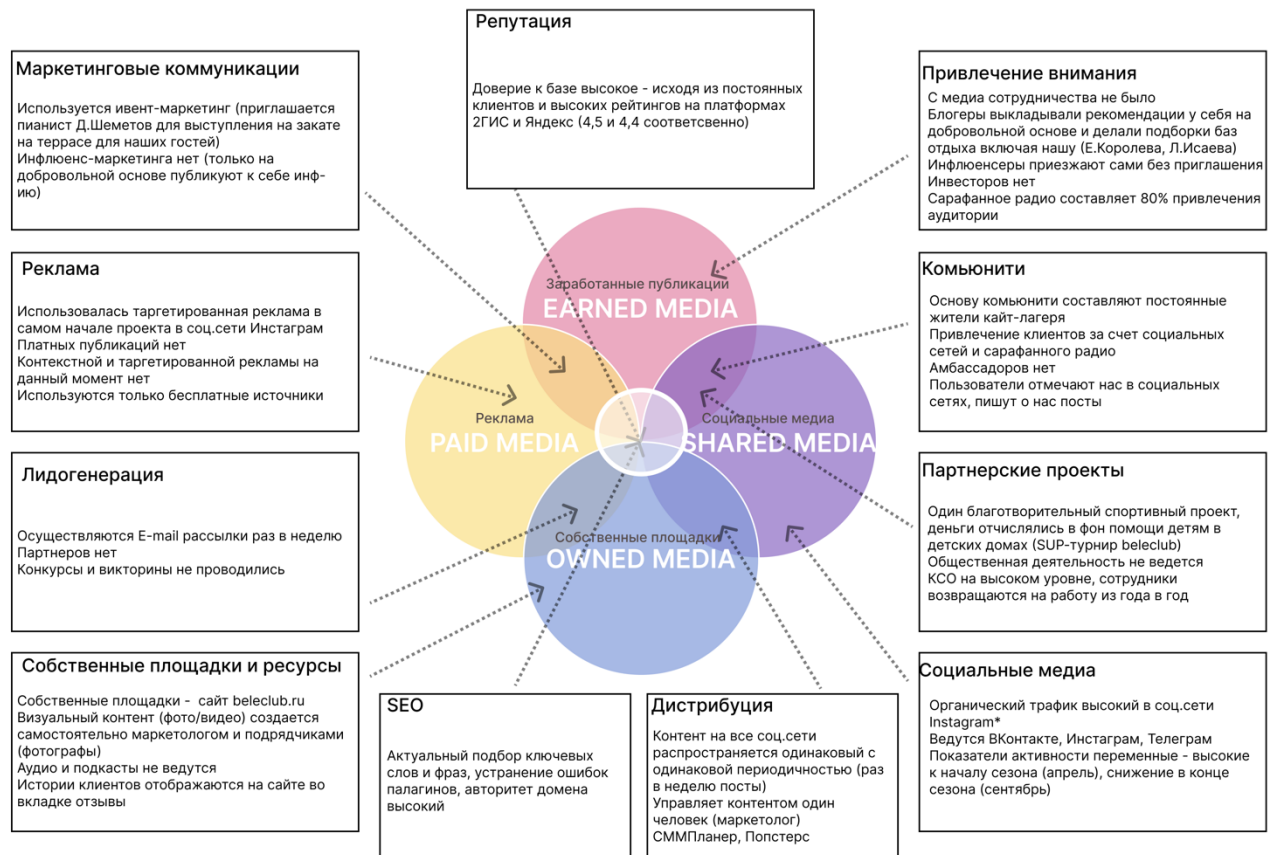 Репутация
Доверие к базе высокое - исходя из постоянных
клиентов и высоких рейтингов на платформах
2ГИС и Яндекс (4,5 и 4,4 соответсвенно)
Маркетинговые коммуникации
Используется ивент-маркетинг (приглашается
пианист Д.Шеметов для выступления на закате
на террасе для наших гостей)
Инфлюенс-маркетинга нет (только на
добровольной основе публикуют к себе инф-
ию)
Привлечение внимания
С медиа сотрудничества не было
Блогеры выкладывали рекомендации у себя на
добровольной основе и делали подборки баз
отдыха включая нашу (Е.Королева, Л.Исаева)
Инфлюенсеры приезжают сами без приглашения
Инвесторов нет
Сарафанное радио составляет 80% привлечения
аудитории
Реклама
Использовалась таргетированная реклама в
самом начале проекта в соц.сети Инстаграм
Платных публикаций нет
Контекстной и таргетированной рекламы на
данный момент нет
Используются только бесплатные источники
Заработанные публикации
EARNED MEDIA
Реклама
PAID MEDIA
Социальные медиа
SHARED MEDIA
Собственные площадки
OWNED MEDIA
Комьюнити
Основу комьюнити составляют постоянные
жители кайт-лагеря
Привлечение клиентов за счет социальных
сетей и сарафанного радио
Амбассадоров нет
Пользователи отмечают нас в социальных
сетях, пишут о нас посты
Лидогенерация
Осуществляются E-mail рассылки раз в неделю
Партнеров нет
Конкурсы и викторины не проводились
Партнерские проекты
Один благотворительный спортивный проект,
деньги отчислялись в фон помощи детям в
детских домах (SUP-турнир beleclub)
Общественная деятельность не ведется
КСО на высоком уровне, сотрудники
возвращаются на работу из года в год
Собственные площадки и ресурсы
Собственные площадки - сайт beleclub.ru
Визуальный контент (фото/видео) создается
самостоятельно маркетологом и подрядчиками
(фотографы)
Аудио и подкасты не ведутся
Истории клиентов отображаются на сайте во
вкладке отзывы
SEO
Актуальный подбор ключевых
слов и фраз, устранение ошибок
палагинов, авторитет домена
высокий
Дистрибуция
Контент на все соц.сети
распространяется одинаковый с
одинаковой периодичностью (раз
в неделю посты)
Управляет контентом один
человек (маркетолог)
СММПланер, Попстерс
Социальные медиа
Органический трафик высокий в соц.сети
Instagram*
Ведутся ВКонтакте, Инстаграм, Телеграм
Показатели активности переменные - высокие
к началу сезона (апрель), снижение в конце
сезона (сентябрь)